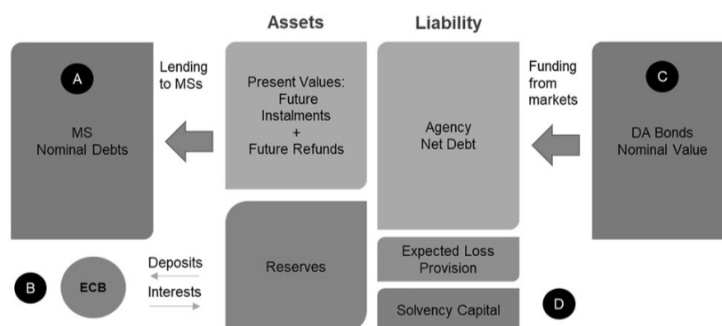 Assets
Liability
A
MS
Nominal Debts
Lending
to MSs
Present Values:
Future
Instalments
+
Future Refunds
Agency
Net Debt
Funding
from
markets
C
DA Bonds
Nominal Value
B
ECB
Deposits
Interests
Reserves
Expected Loss
Provision
Solvency Capital
D